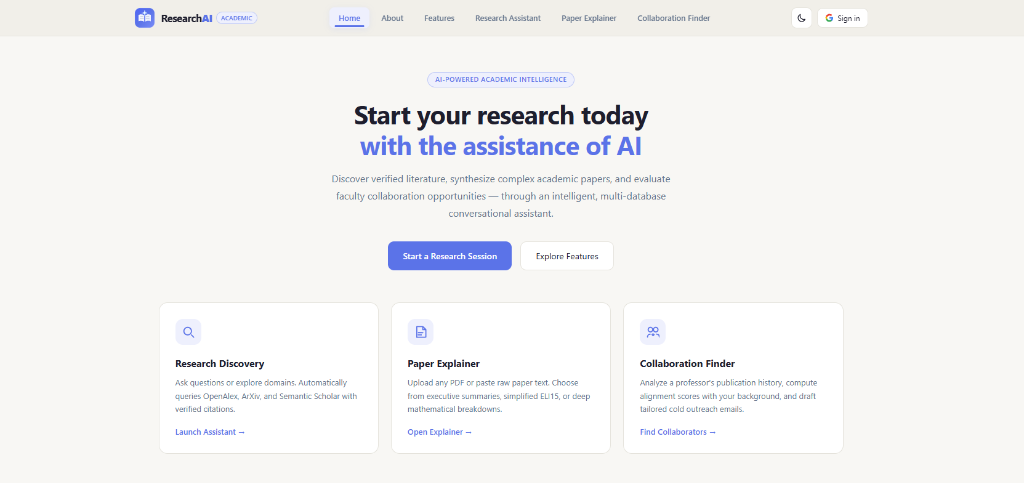 ResearchAI ACADEMIC Home About Features Research Assistant Paper Explainer Collaboration Finder Sign in
AI-POWERED ACADEMIC INTELLIGENCE
Start your research today
with the assistance of AI
Discover verified literature, synthesize complex academic papers, and evaluate
faculty collaboration opportunities — through an intelligent, multi-database
conversational assistant.
Start a Research Session Explore Features
Research Discovery
Ask questions or explore domains. Automatically
queries OpenAlex, ArXiv, and Semantic Scholar with
verified citations.
Launch Assistant →
Paper Explainer
Upload any PDF or paste raw paper text. Choose
from executive summaries, simplified ELI15, or deep
mathematical breakdowns.
Open Explainer →
Collaboration Finder
Analyze a professor's publication history, compute
alignment scores with your background, and draft
tailored cold outreach emails.
Find Collaborators →